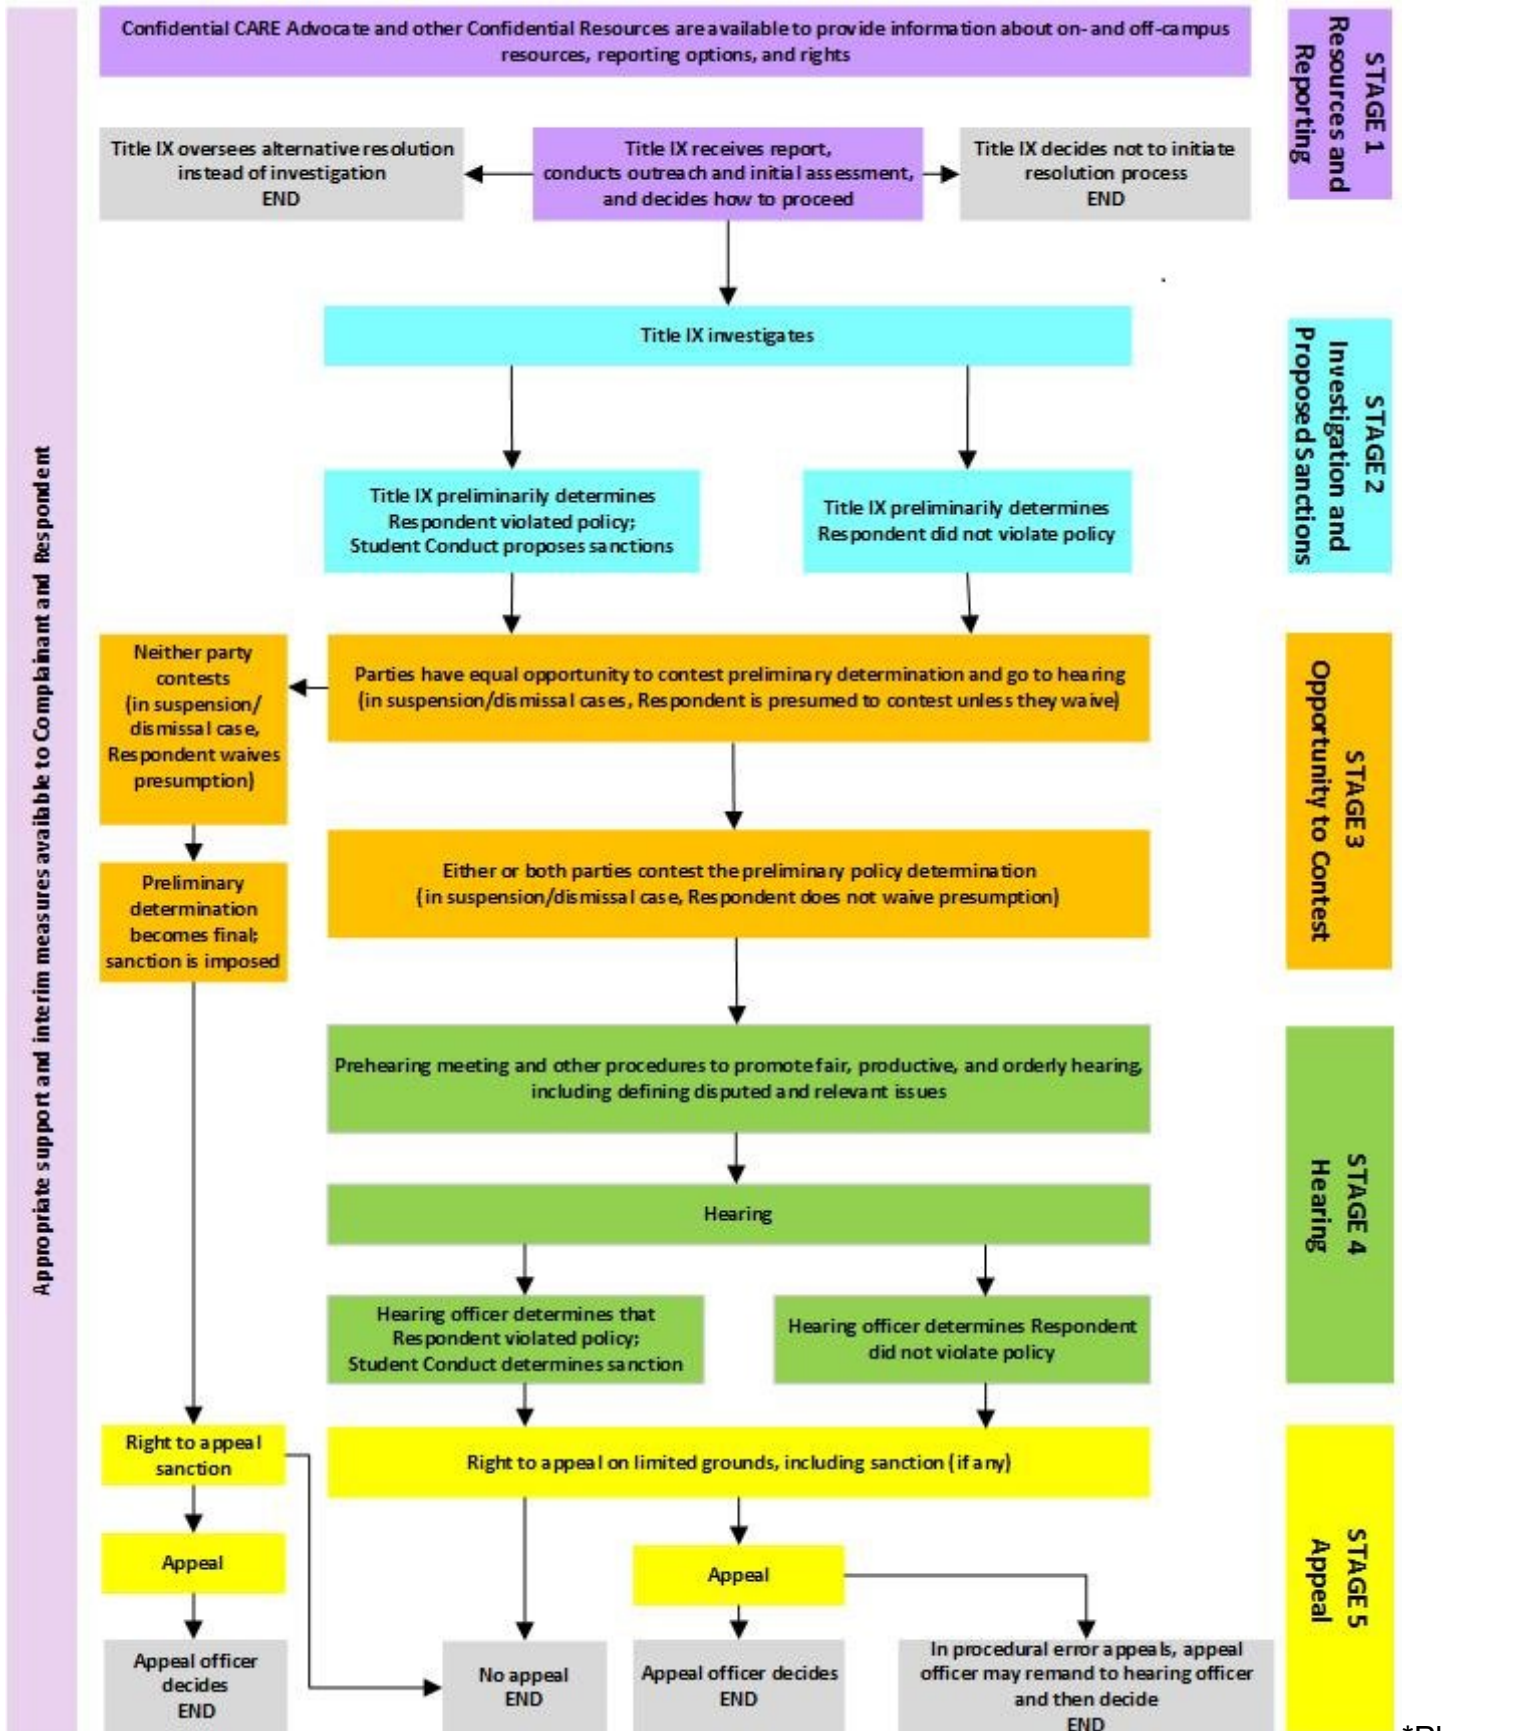 Confidential CARE Advocate and other Confidential Resources are available to provide information about on- and off-campus
resources, reporting options, and rights
STAGE 1
Resources and
Reporting
Title IX oversees alternative resolution
instead of investigation
END
Title IX receives report,
conducts outreach and initial assessment,
and decides how to proceed
Title IX decides not to initiate
resolution process
END
Title IX investigates
STAGE 2
Investigation and
Proposed Sanctions
Title IX preliminarily determines
Respondent violated policy;
Student Conduct proposes sanctions
Title IX preliminarily determines
Respondent did not violate policy
Appropriate support and interim measures available to Complainant and Respondent
Neither party
contests
(in suspension/
dismissal case,
Respondent waives
presumption)
Parties have equal opportunity to contest preliminary determination and go to hearing
(in suspension/dismissal cases, Respondent is presumed to contest unless they waive)
STAGE 3
Opportunity to Contest
Preliminary
determination
becomes final;
sanction is imposed
Either or both parties contest the preliminary policy determination
(in suspension/dismissal case, Respondent does not waive presumption)
Prehearing meeting and other procedures to promote fair, productive, and orderly hearing,
including defining disputed and relevant issues
STAGE 4
Hearing
Hearing
Hearing officer determines that
Respondent violated policy;
Student Conduct determines sanction
Hearing officer determines Respondent
did not violate policy
Right to appeal
sanction
Right to appeal on limited grounds, including sanction (if any)
STAGE 5
Appeal
Appeal
Appeal
Appeal officer
decides
END
No appeal
END
Appeal officer decides
END
In procedural error appeals, appeal
officer may remand to hearing officer
and then decide
END